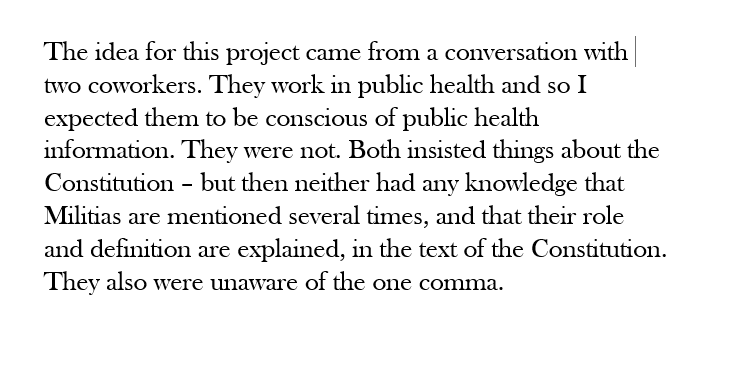 The idea for this project came from a conversation with
two coworkers. They work in public health and so I
expected them to be conscious of public health
information. They were not. Both insisted things about the
Constitution – but then neither had any knowledge that
Militias are mentioned several times, and that their role
and definition are explained, in the text of the Constitution.
They also were unaware of the one comma.